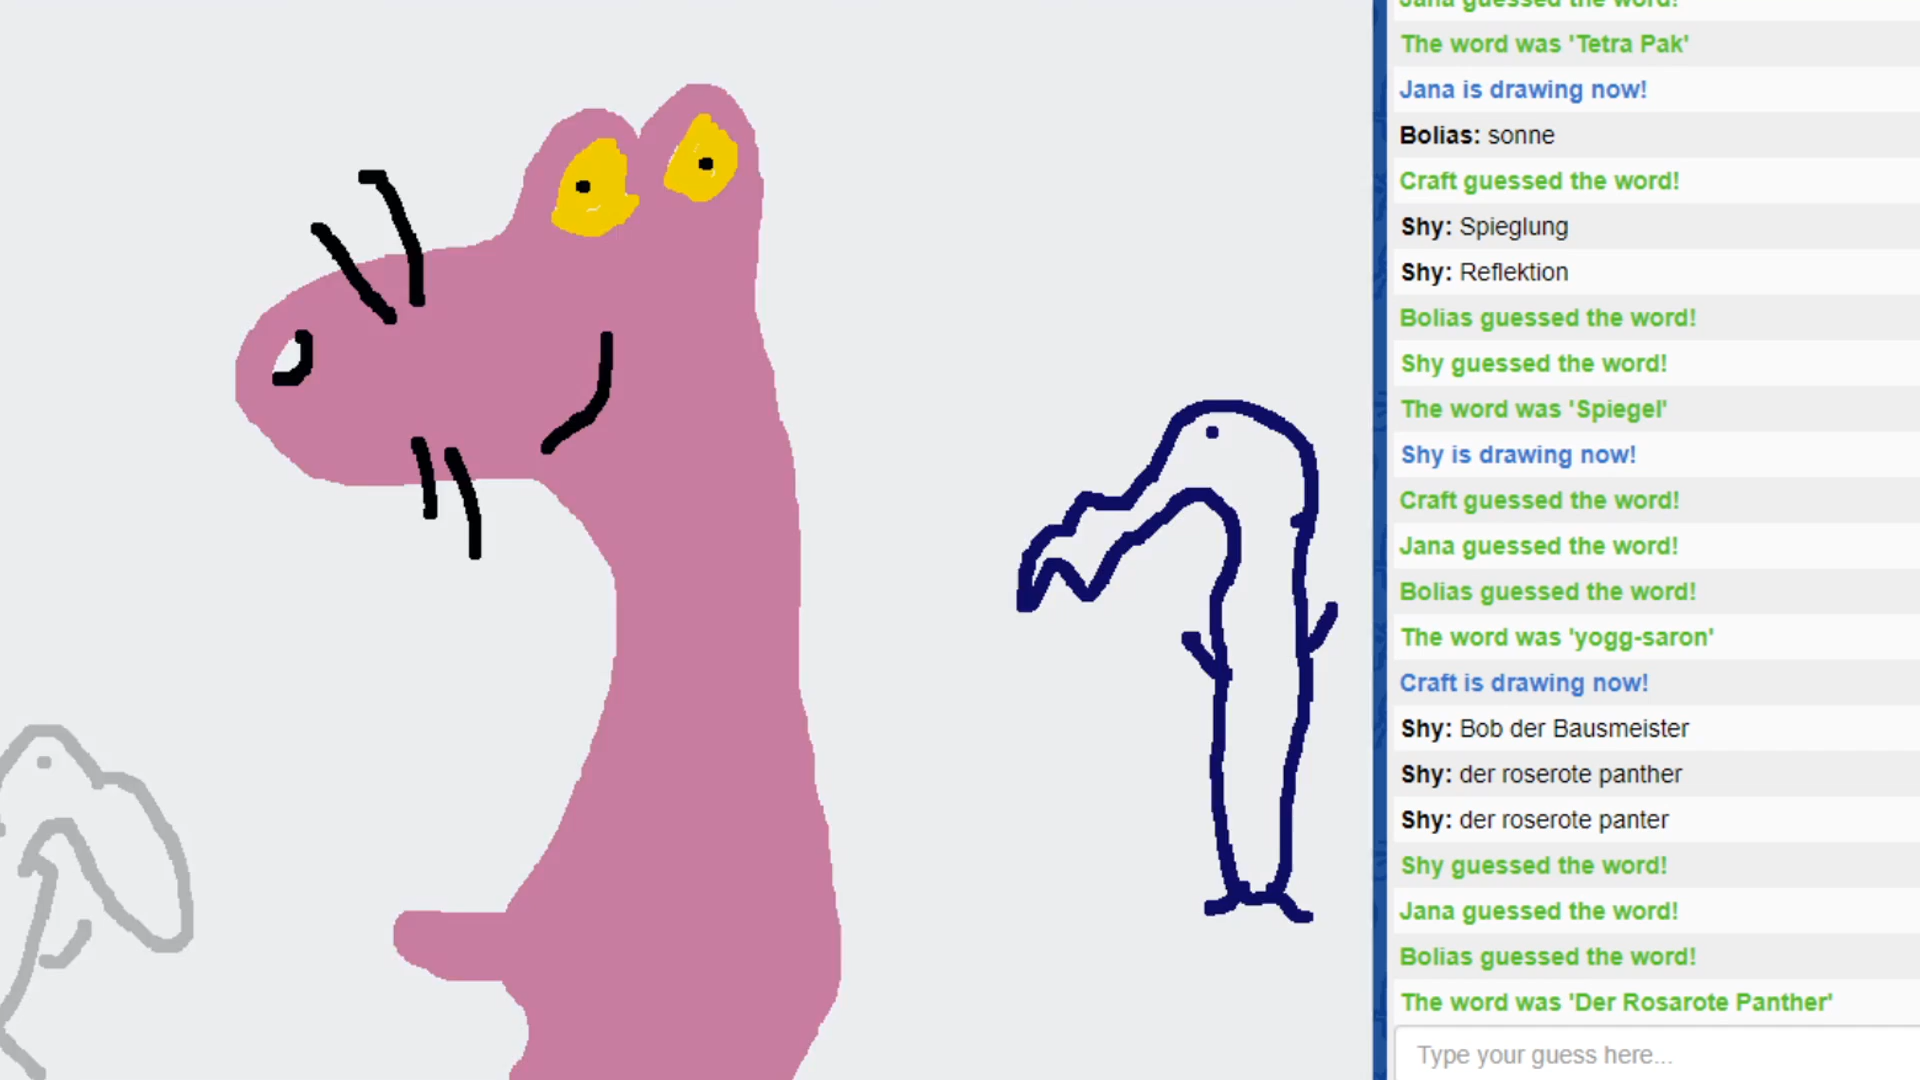 Jana guessed the word!
The word was 'Tetra Pak'
Jana is drawing now!
Bolias: sonne
Craft guessed the word!
Shy: Spieglung
Shy: Reflektion
Bolias guessed the word!
Shy guessed the word!
The word was 'Spiegel'
Shy is drawing now!
Craft guessed the word!
Jana guessed the word!
Bolias guessed the word!
The word was 'yogg-saron'
Craft is drawing now!
Shy: Bob der Bausmeister
Shy: der roserote panther
Shy: der roserote panter
Shy guessed the word!
Jana guessed the word!
Bolias guessed the word!
The word was 'Der Rosarote Panther'
Type your guess here...